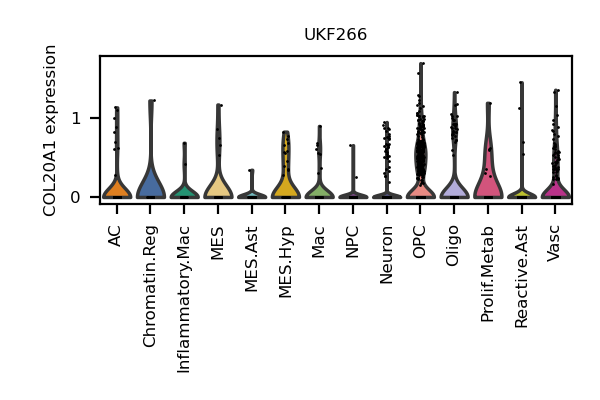 UKF266
COL20A1 expression
1
0
AC
Chromatin.Reg
Inflammatory.Mac
MES
MES.Ast
MES.Hyp
Mac
NPC
Neuron
OPC
Oligo
Prolif.Metab
Reactive.Ast
Vasc